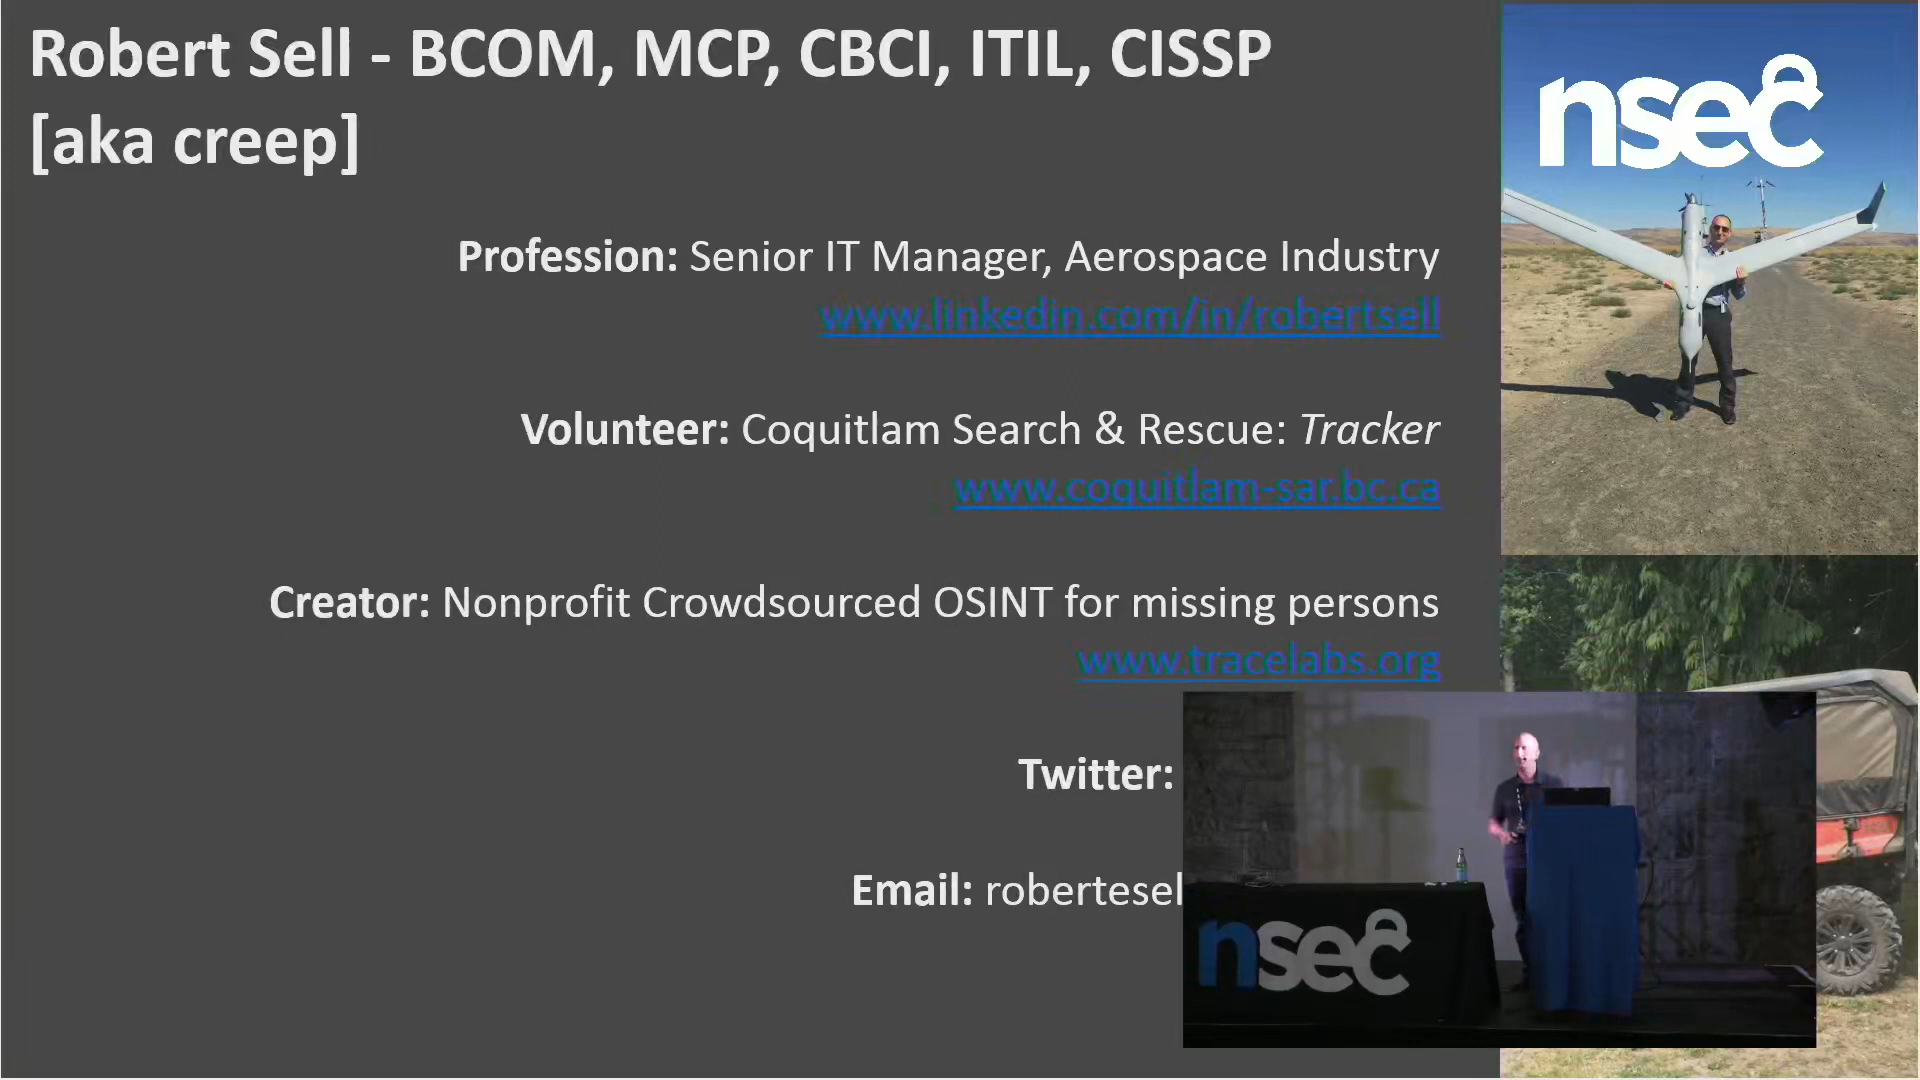 Robert Sell - BCOM, MCP, CBCI, ITIL, CISSP
[aka creep]
nsec
Profession: Senior IT Manager, Aerospace Industry
www.linkedin.com/in/robertsell
Volunteer: Coquitlam Search & Rescue: Tracker
www.coquitlam-sar.bc.ca
Creator: Nonprofit Crowdsourced OSINT for missing persons
www.tracelabs.org
Twitter:
Email: robertesel
nsec